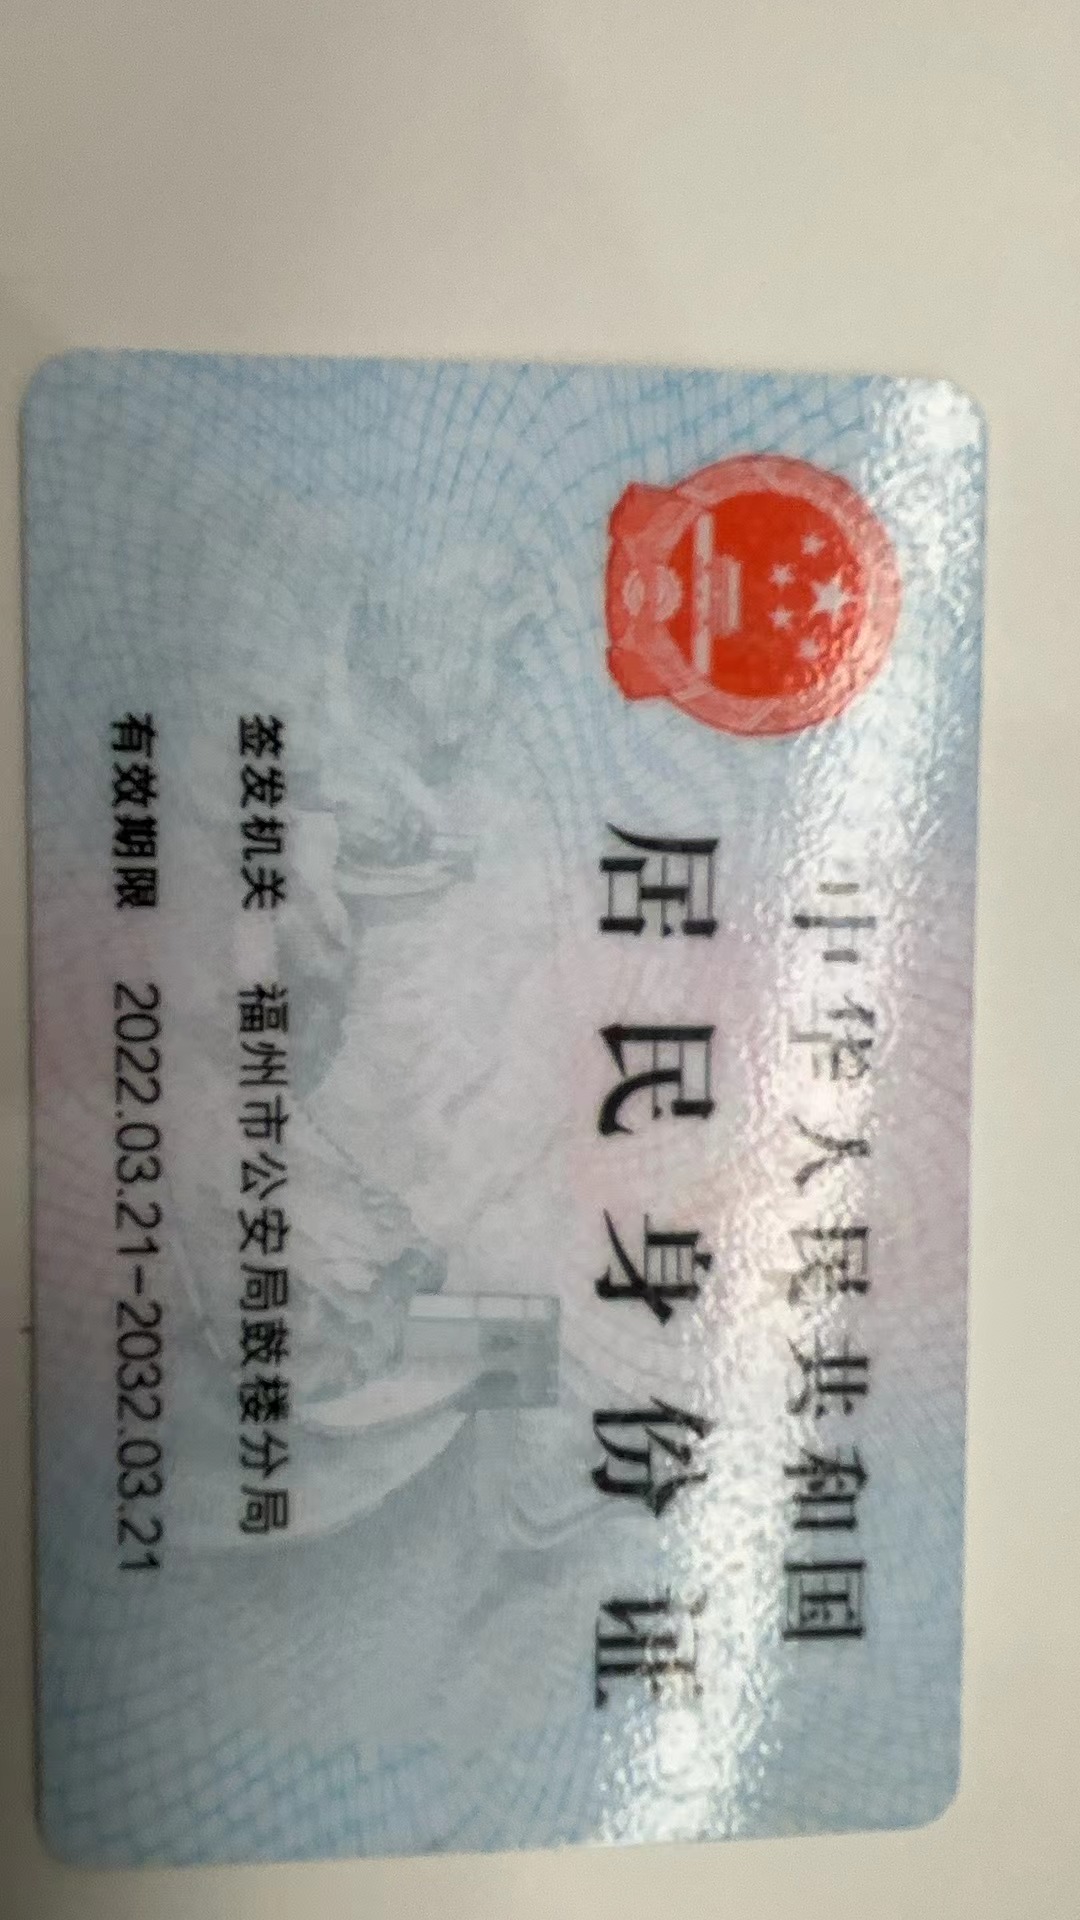 中华人民共和国
居民身份证
签发机关 福州市公安局鼓楼分局
有效期限 2022.03.21-2032.03.21